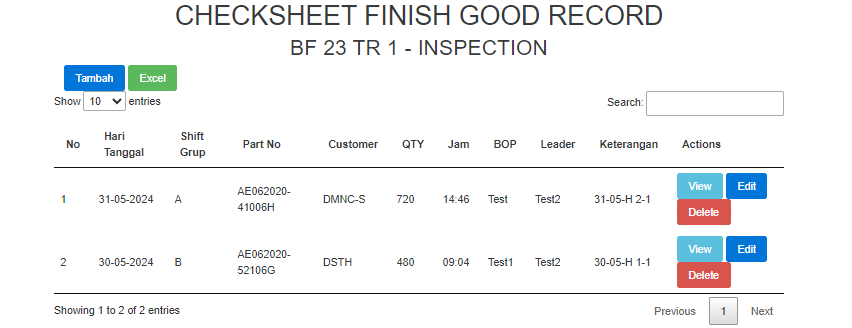 CHECKSHEET FINISH GOOD RECORD
BF 23 TR 1 - INSPECTION
Tambah Excel
Show 10 entries Search:
No Hari Tanggal Shift Grup Part No Customer QTY Jam BOP Leader Keterangan Actions
1 31-05-2024 A AE062020-41006H DMNC-S 720 14:46 Test Test2 31-05-H 2-1 View Edit Delete
2 30-05-2024 B AE062020-52106G DSTH 480 09:04 Test1 Test2 30-05-H 1-1 View Edit Delete
Showing 1 to 2 of 2 entries Previous 1 Next